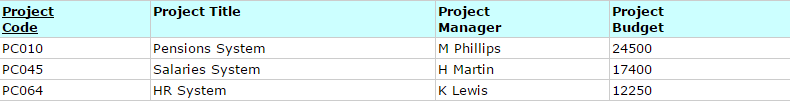 Project Code Project Title Project Manager Project Budget
PC010 Pensions System M Phillips 24500
PC045 Salaries System H Martin 17400
PC064 HR System K Lewis 12250